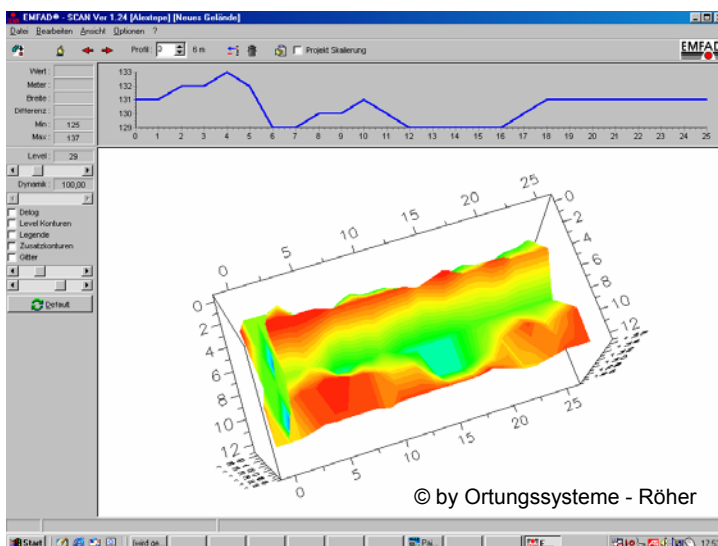 EMFAD® - SCAN Ver 1.24 [Alextepe] [Neues Gelände]
Datei Bearbeiten Ansicht Optionen ?
Profil: 6 m Projekt Skalierung EMFAD
Wert:
Meter:
Breite:
Differenz:
Min: 125
Max: 137
133
132
131
130
129
0 1 2 3 4 5 6 7 8 9 10 11 12 13 14 15 16 17 18 19 20 21 22 23 24 25
Level: 29
Dynamik: 100,00
Delog
Level Konturen
Legende
Zusatzkonturen
Gitter
Default
0 5 10 15 20 25
0 2 4 6 8 10 12
0 2 4 6 8 10 12
0 5 10 15 20 25
© by Ortungssysteme - Röher
Start